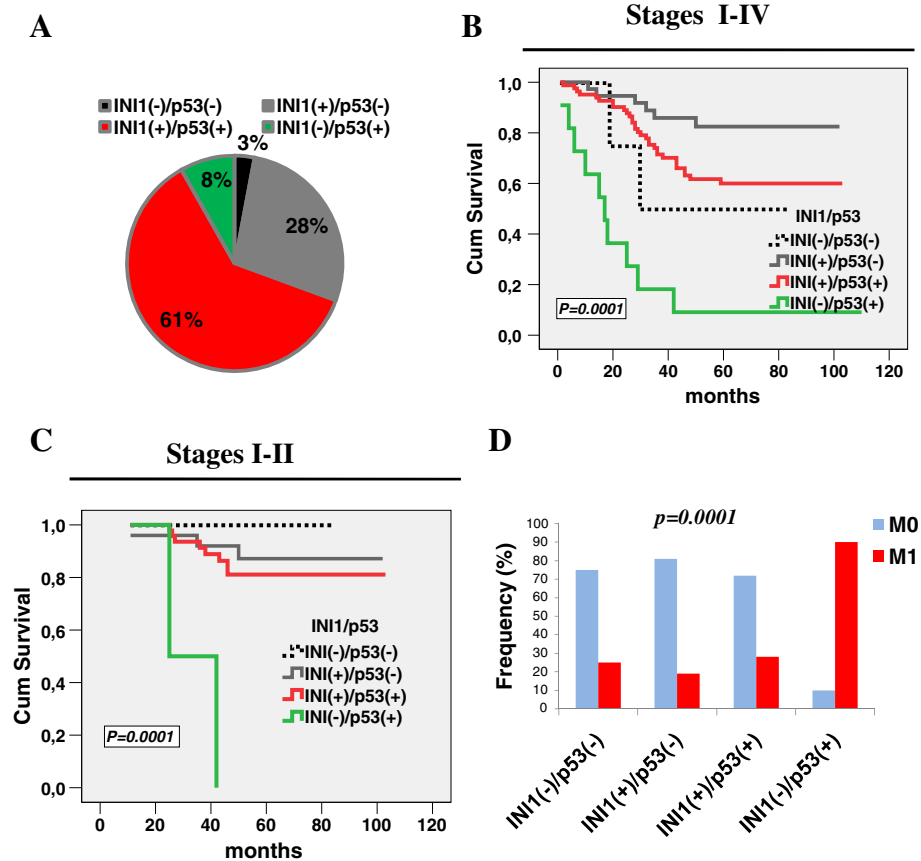 A
INI1(-)/p53(-) INI1(+)/p53(-)
INI1(+)/p53(+) INI1(-)/p53(+)
3%
8%
28%
61%
B
Stages I-IV
Cum Survival
1,0
0,8
0,6
0,4
0,2
0,0
INI1/p53
INI(-)/p53(-)
INI(+)/p53(-)
INI(+)/p53(+)
INI(-)/p53(+)
P=0.0001
0 20 40 60 80 100 120
months
C
Stages I-II
Cum Survival
1,0
0,8
0,6
0,4
0,2
0,0
INI1/p53
INI(-)/p53(-)
INI(+)/p53(-)
INI(+)/p53(+)
INI(-)/p53(+)
P=0.0001
0 20 40 60 80 100 120
months
D
p=0.0001
M0
M1
Frequency (%)
100
90
80
70
60
50
40
30
20
10
0
INI1(-)/p53(-)
INI1(+)/p53(-)
INI1(+)/p53(+)
INI1(-)/p53(+)